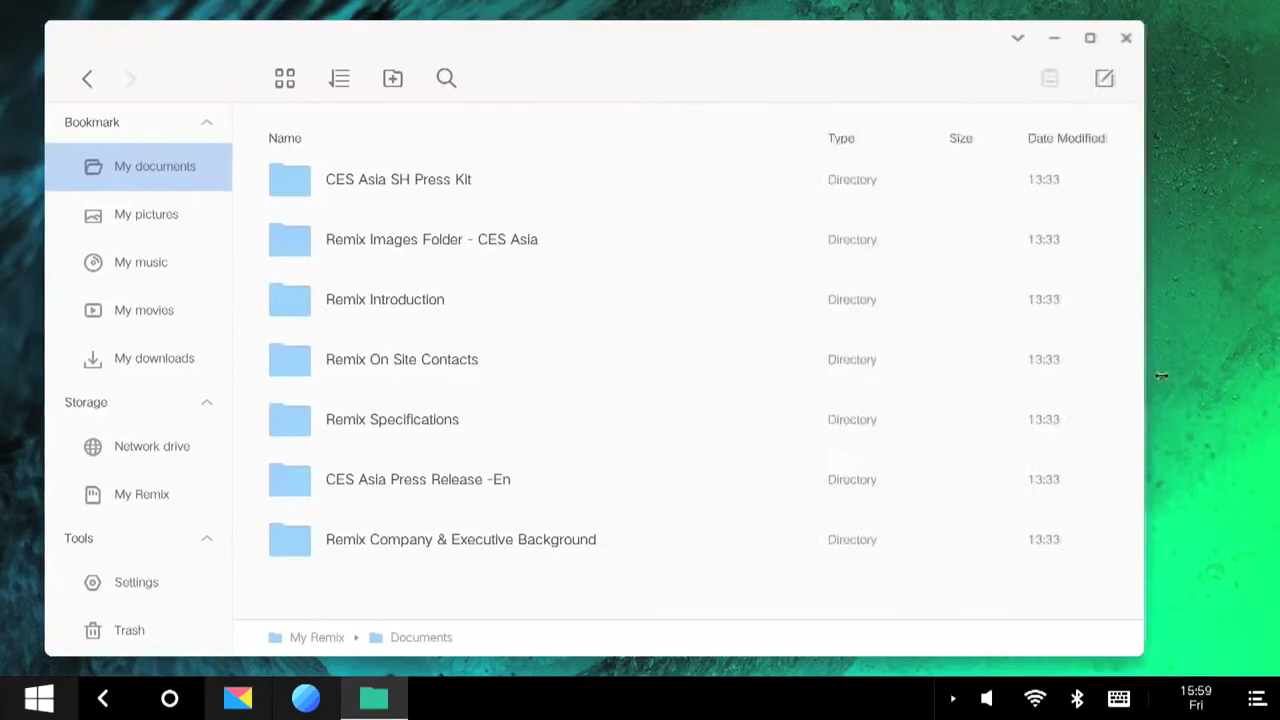 Bookmark
My documents
My pictures
My music
My movies
My downloads
Storage
Network drive
My Remix
Tools
Settings
Trash
Name Type Size Date Modified
CES Asia SH Press Kit Directory 13:33
Remix Images Folder - CES Asia Directory 13:33
Remix Introduction Directory 13:33
Remix On Site Contacts Directory 13:33
Remix Specifications Directory 13:33
CES Asia Press Release -En Directory 13:33
Remix Company & Executive Background Directory 13:33
My Remix Documents
15:59
Fri